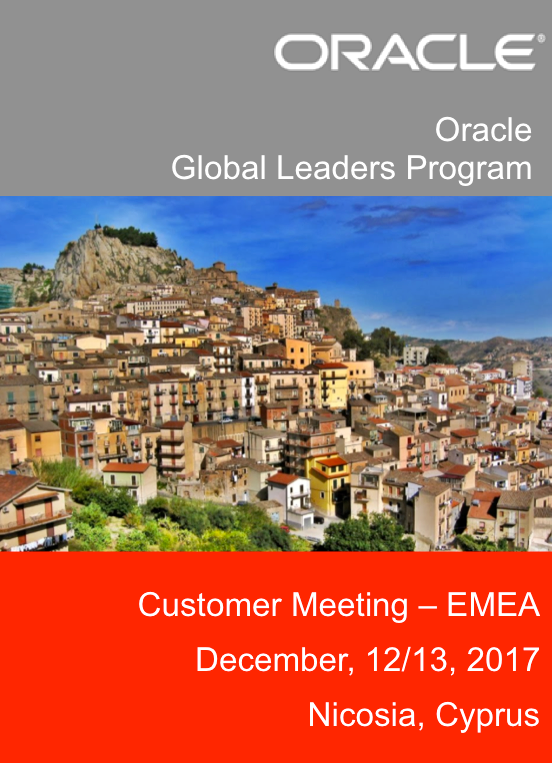 ORACLE®
Oracle
Global Leaders Program
Customer Meeting – EMEA
December, 12/13, 2017
Nicosia, Cyprus